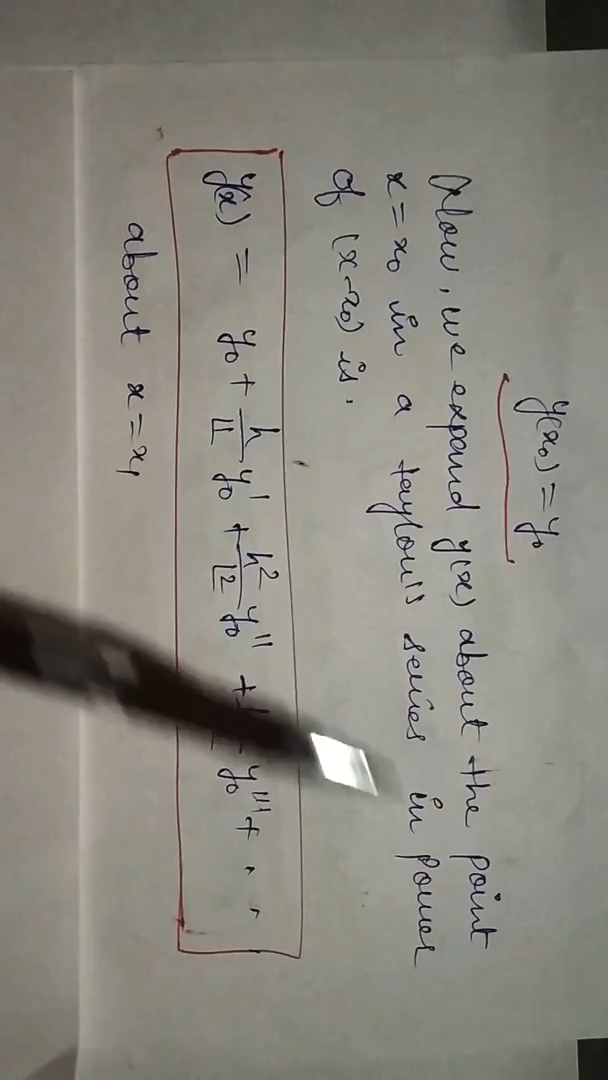 y(x₀) = y₀
Now, we expand y(x) about the point
x = x₀ in a taylor's series in power
of (x-x₀) is.
y(x) = y₀ + h/⌊1 y₀' + h²/⌊2 y₀'' + y₀''' + . . .
about x = x₁